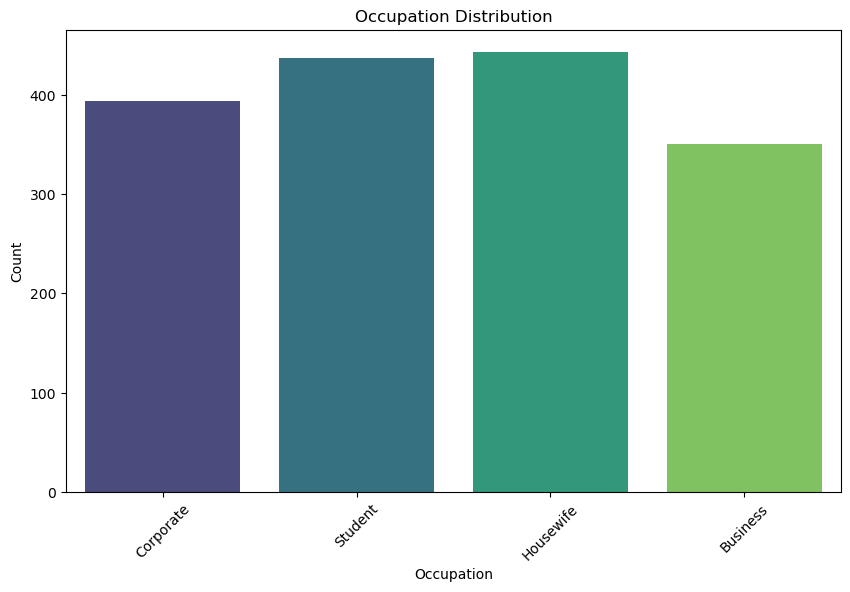 Occupation Distribution
Count
400
300
200
100
0
Corporate
Student
Housewife
Business
Occupation